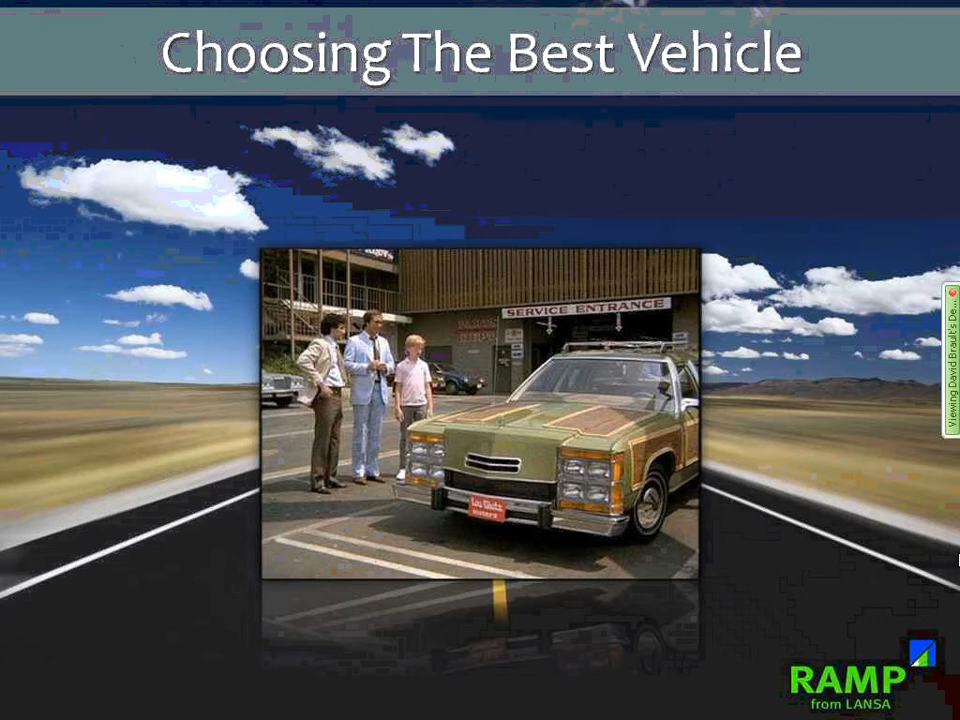 Choosing The Best Vehicle
SERVICE ENTRANCE
Lou Glutz
MOTORS
Viewing David Brault's De...
RAMP
from LANSA